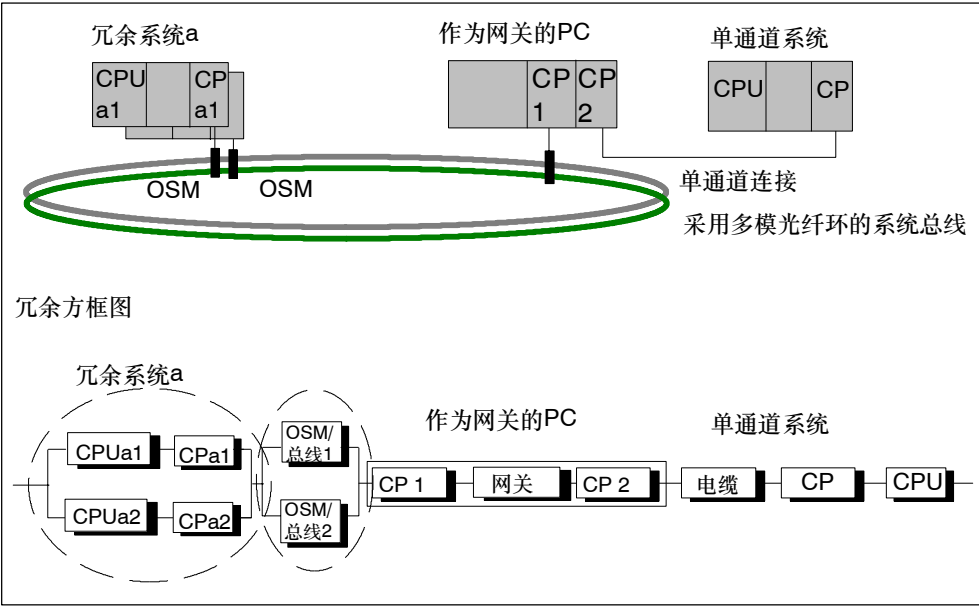 冗余系统a
作为网关的PC
单通道系统
CPU
a1
CP
a1
CP
1
CP
2
CPU
CP
OSM
OSM
单通道连接
采用多模光纤环的系统总线
冗余方框图
冗余系统a
作为网关的PC
单通道系统
CPUa1
CPa1
OSM/
总线1
CP 1
网关
CP 2
电缆
CP
CPU
CPUa2
CPa2
OSM/
总线2